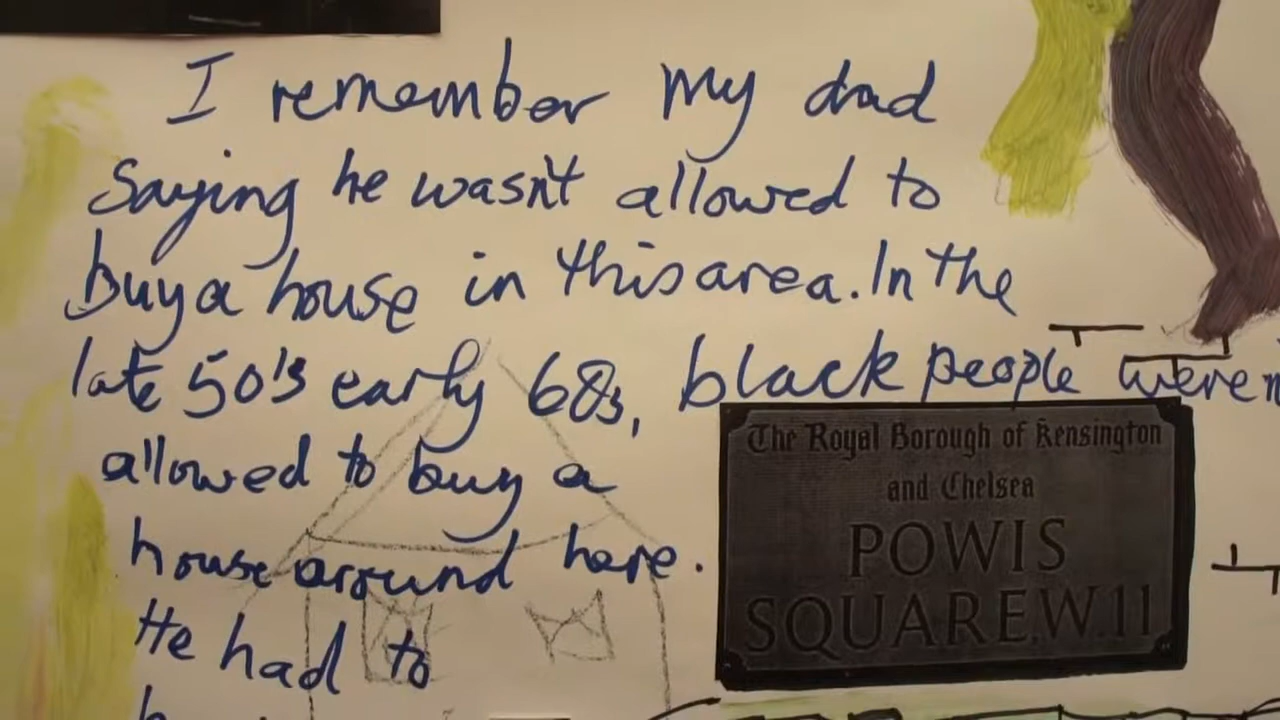 I remember my dad
Saying he wasn't allowed to
buy a house in this area. In the
late 50's early 60s, black people were
allowed to buy a
house around here.
He had to
The Royal Borough of Kensington
and Chelsea
POWIS
SQUARE, W.11